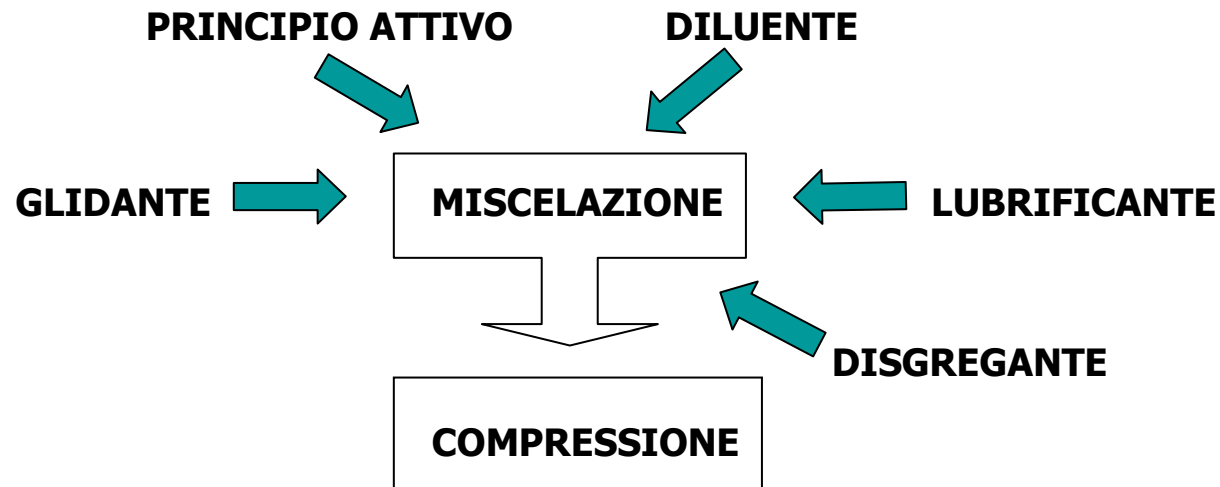 PRINCIPIO ATTIVO DILUENTE
GLIDANTE MISCELAZIONE LUBRIFICANTE
DISGREGANTE
COMPRESSIONE